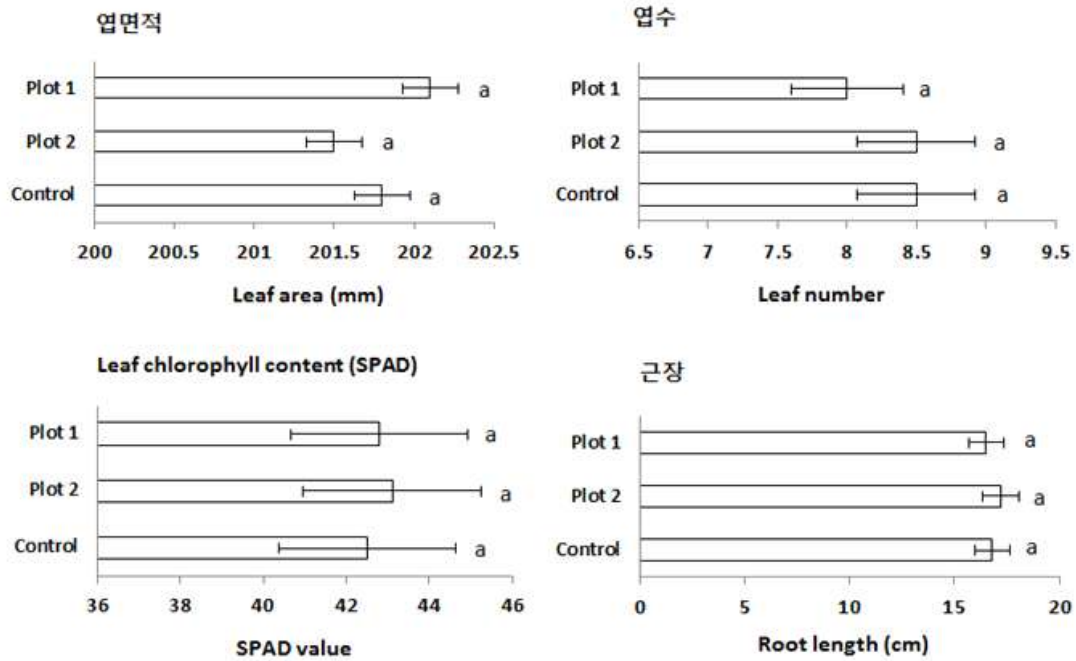 엽면적
Plot 1
a
Plot 2
a
Control
a
200 200.5 201 201.5 202 202.5
Leaf area (mm)
엽수
Plot 1
a
Plot 2
a
Control
a
6.5 7 7.5 8 8.5 9 9.5
Leaf number
Leaf chlorophyll content (SPAD)
Plot 1
a
Plot 2
a
Control
a
36 38 40 42 44 46
SPAD value
근장
Plot 1
a
Plot 2
a
Control
a
0 5 10 15 20
Root length (cm)